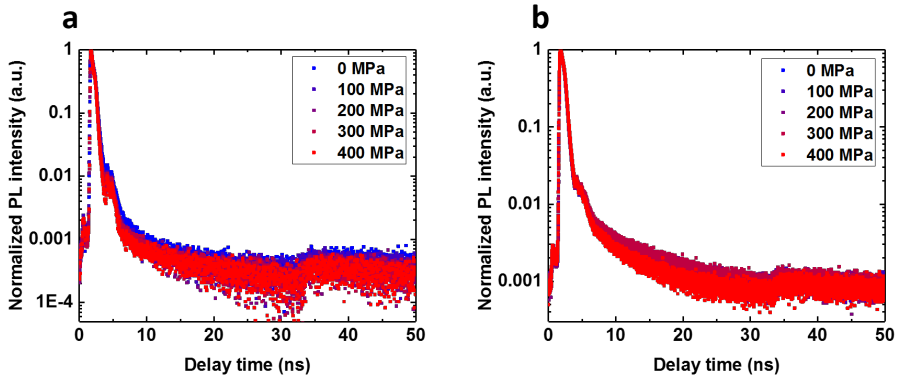 a
Normalized PL intensity (a.u.)
1
0.1
0.01
0.001
1E-4
0 MPa
100 MPa
200 MPa
300 MPa
400 MPa
0 10 20 30 40 50
Delay time (ns)
b
Normalized PL intensity (a.u.)
1
0.1
0.01
0.001
0 MPa
100 MPa
200 MPa
300 MPa
400 MPa
0 10 20 30 40 50
Delay time (ns)